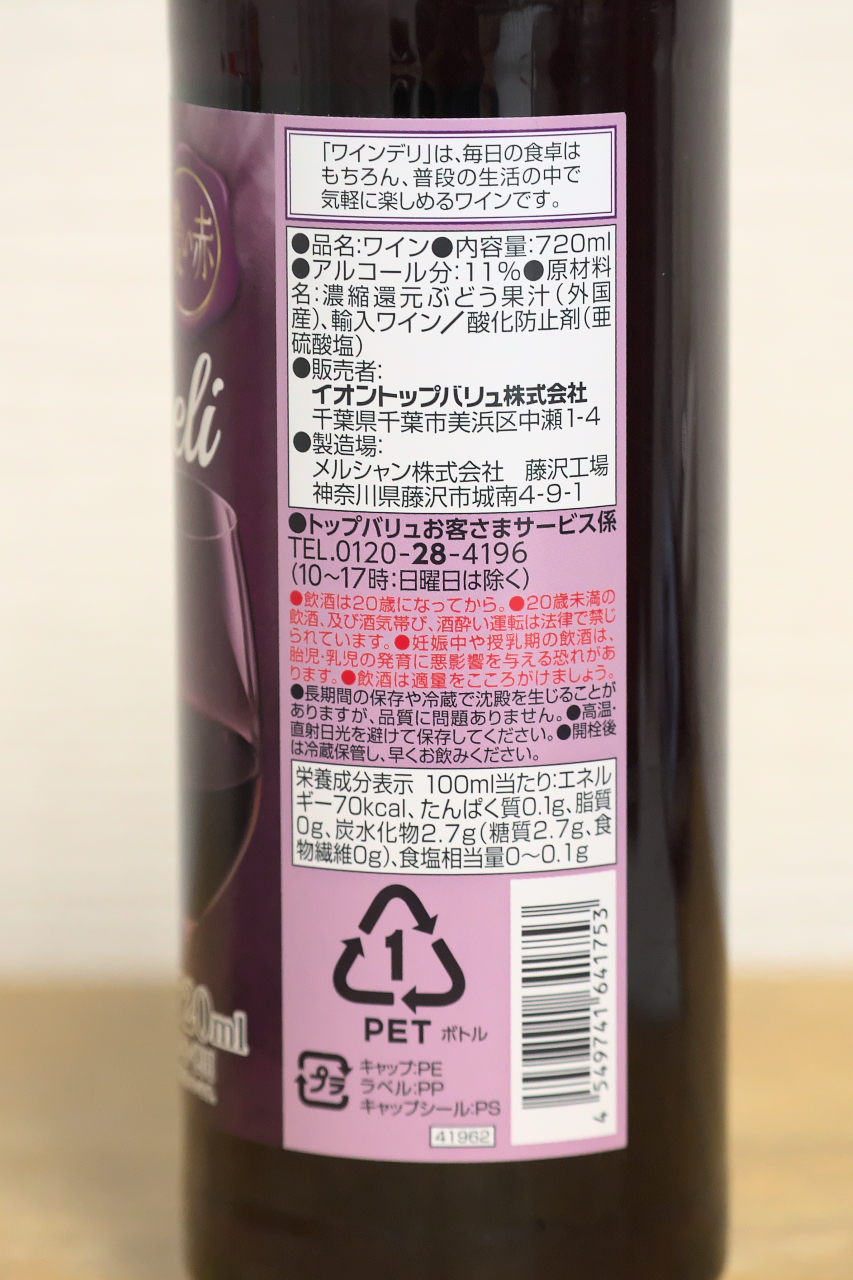 「ワインデリ」は、毎日の食卓は
もちろん、普段の生活の中で
気軽に楽しめるワインです。
●品名:ワイン●内容量:720ml
●アルコール分:11%●原材料
名:濃縮還元ぶどう果汁(外国
産)、輸入ワイン/酸化防止剤(亜
硫酸塩)
●販売者:
イオントップバリュ株式会社
千葉県千葉市美浜区中瀬1-4
●製造場:
メルシャン株式会社 藤沢工場
神奈川県藤沢市城南4-9-1
●トップバリュお客さまサービス係
TEL.0120-28-4196
(10~17時:日曜日は除く)
●飲酒は20歳になってから。●20歳未満の
飲酒、及び酒気帯び、酒酔い運転は法律で禁じ
られています。●妊娠中や授乳期の飲酒は、
胎児・乳児の発育に悪影響を与える恐れがあ
ります。●飲酒は適量をこころがけましょう。
●長期間の保存や冷蔵で沈殿を生じることが
ありますが、品質に問題ありません。●高温・
直射日光を避けて保存してください。●開栓後
は冷蔵保管し、早くお飲みください。
栄養成分表示 100ml当たり:エネル
ギー70kcal、たんぱく質0.1g、脂質
0g、炭水化物2.7g(糖質2.7g、食
物繊維0g)、食塩相当量0~0.1g
1
PET ボトル
プラ
キャップ:PE
ラベル:PP
キャップシール:PS
41962
4 549741 641753
赤
eli
20ml